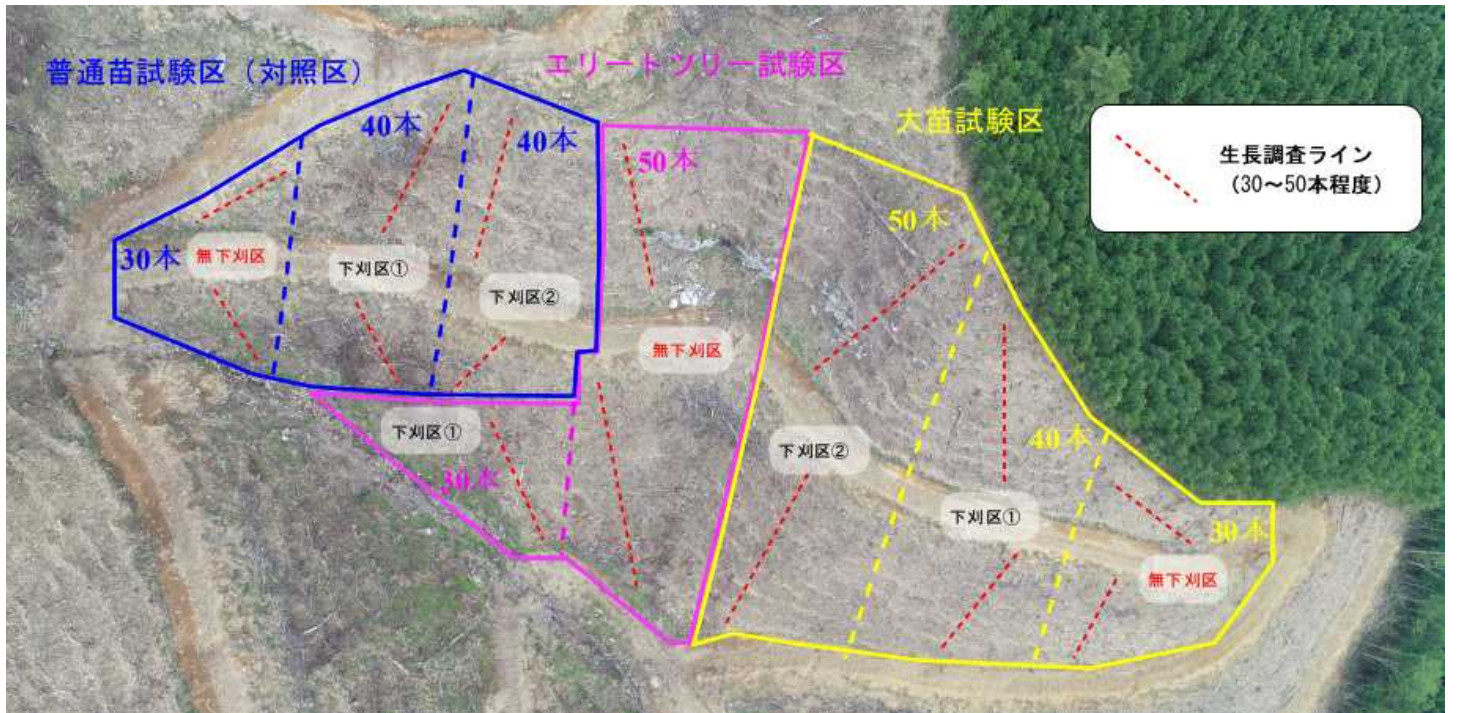 普通苗試験区（対照区）
エリートツリー試験区
大苗試験区
生長調査ライン
（30～50本程度）
40本
40本
50本
50本
30本
無下刈区
下刈区①
下刈区②
無下刈区
下刈区①
30本
下刈区②
40本
下刈区①
30本
無下刈区